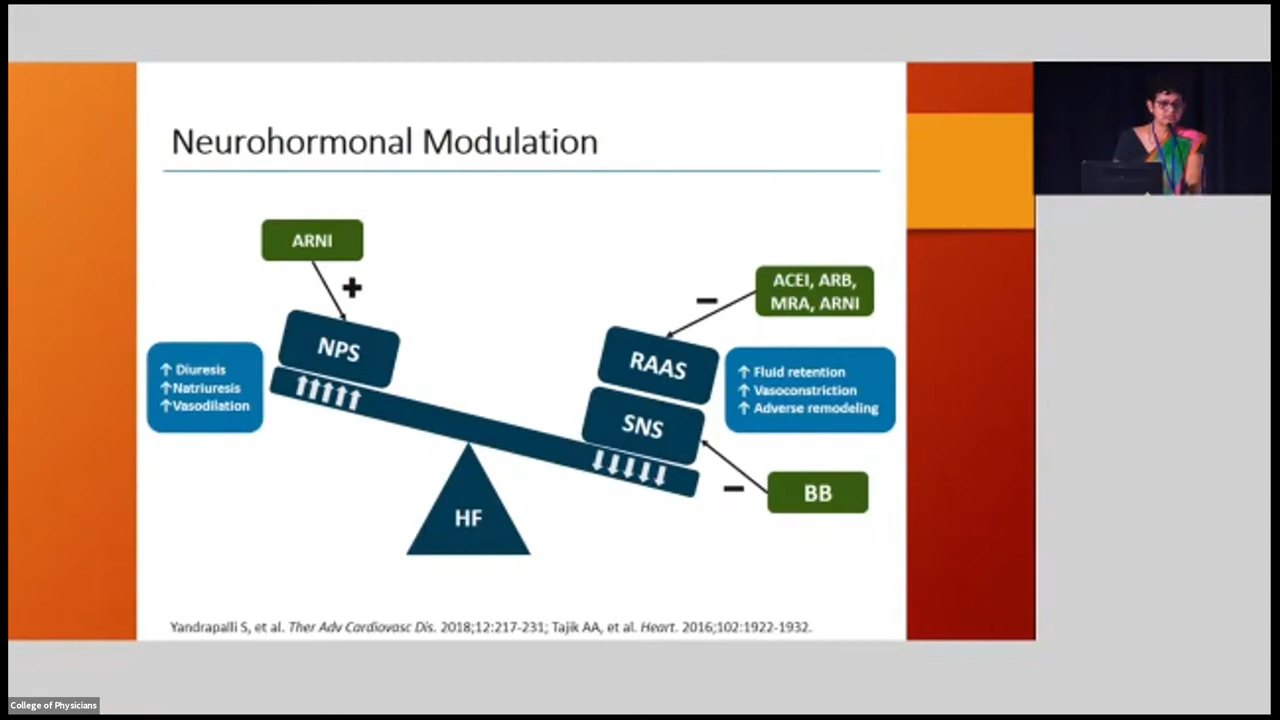 Neurohormonal Modulation
ARNI
ACEI, ARB,
MRA, ARNI
NPS
RAAS
↑ Diuresis
↑Natriuresis
↑Vasodilation
↑ Fluid retention
↑ Vasoconstriction
↑ Adverse remodeling
SNS
BB
HF
Yandrapalli S, et al. Ther Adv Cardiovasc Dis. 2018;12:217-231; Tajik AA, et al. Heart. 2016;102:1922-1932.
College of Physicians